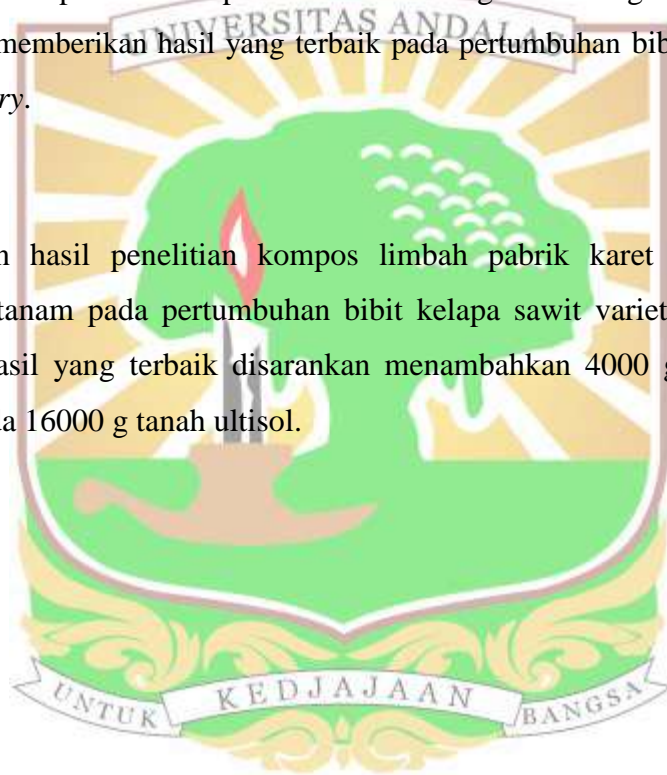 UNIVERSITAS ANDALAS
memberikan hasil yang terbaik pada pertumbuhan bib
ry.
n hasil penelitian kompos limbah pabrik karet
tanam pada pertumbuhan bibit kelapa sawit variet
asil yang terbaik disarankan menambahkan 4000 g
a 16000 g tanah ultisol.
UNTUK KEDJAJAAN BANGSA